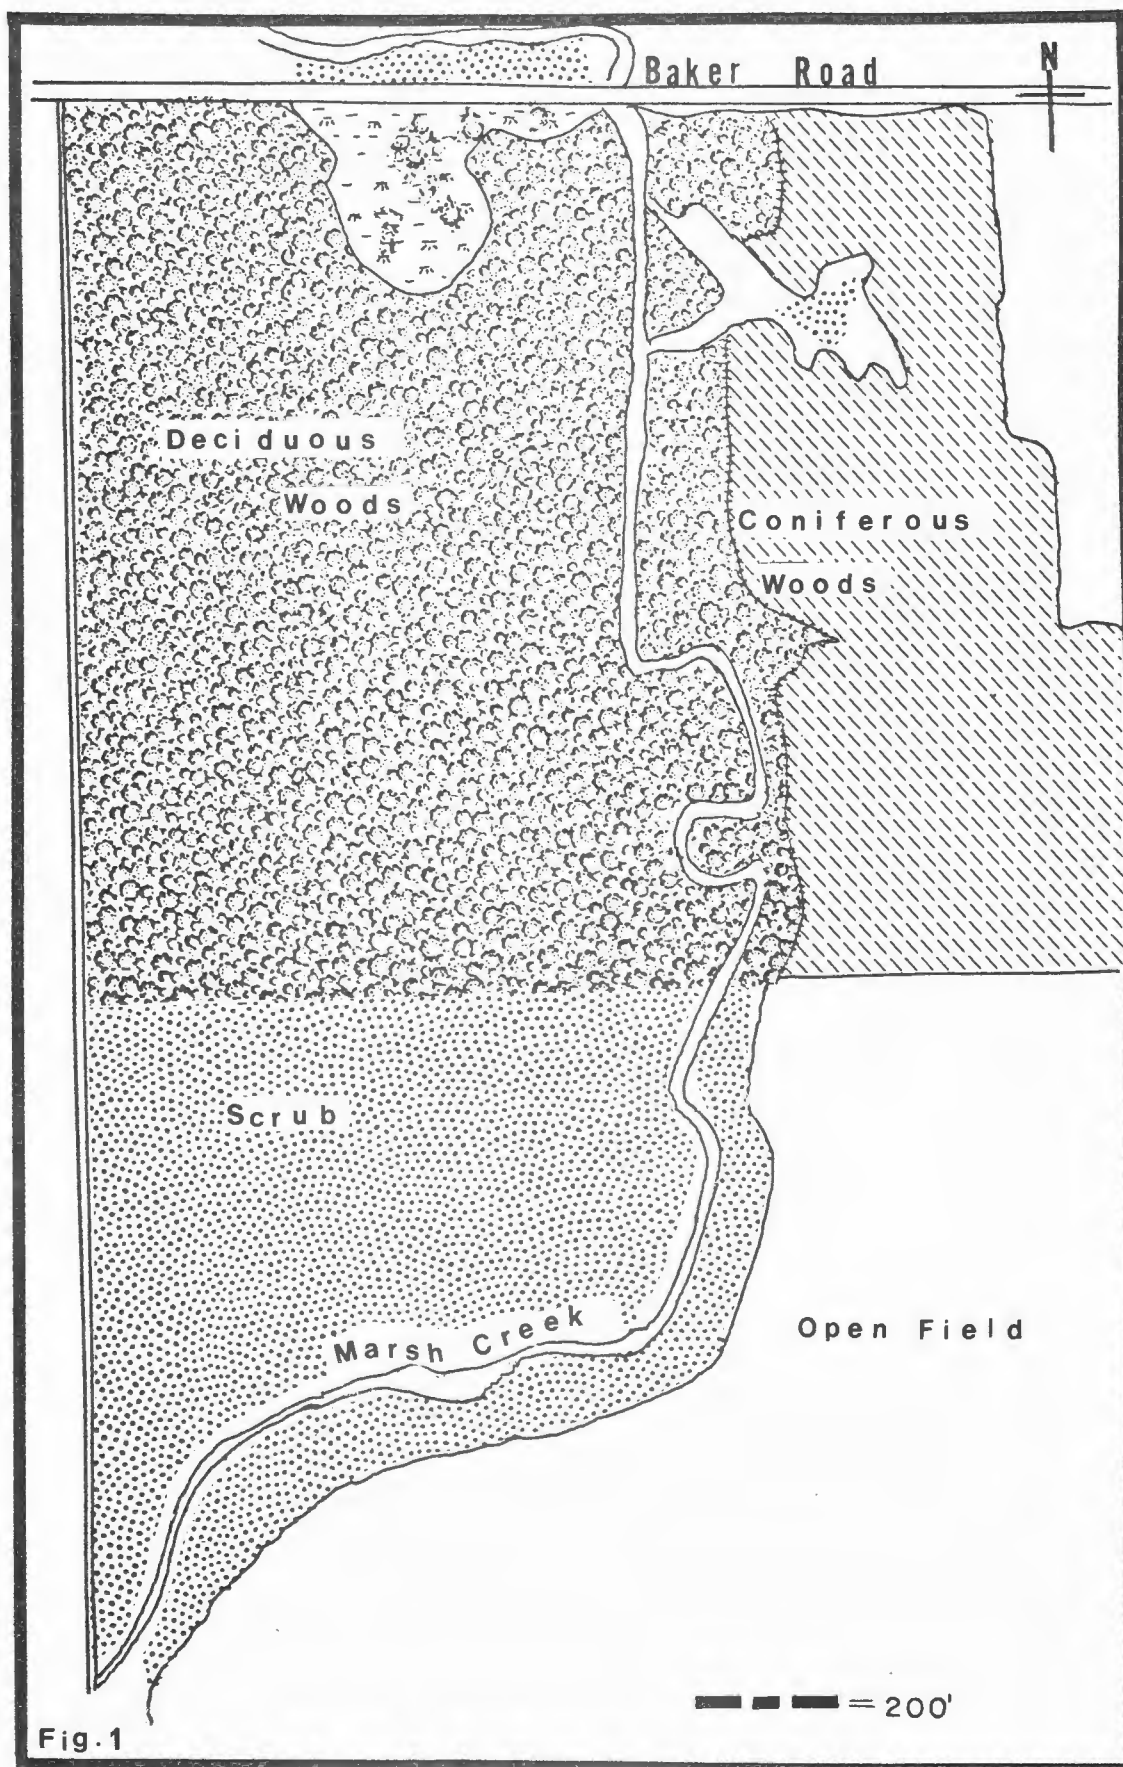 Baker Road
N
Deciduous
Woods
Coniferous
Woods
Scrub
Marsh Creek
Open Field
= 200'
Fig.1